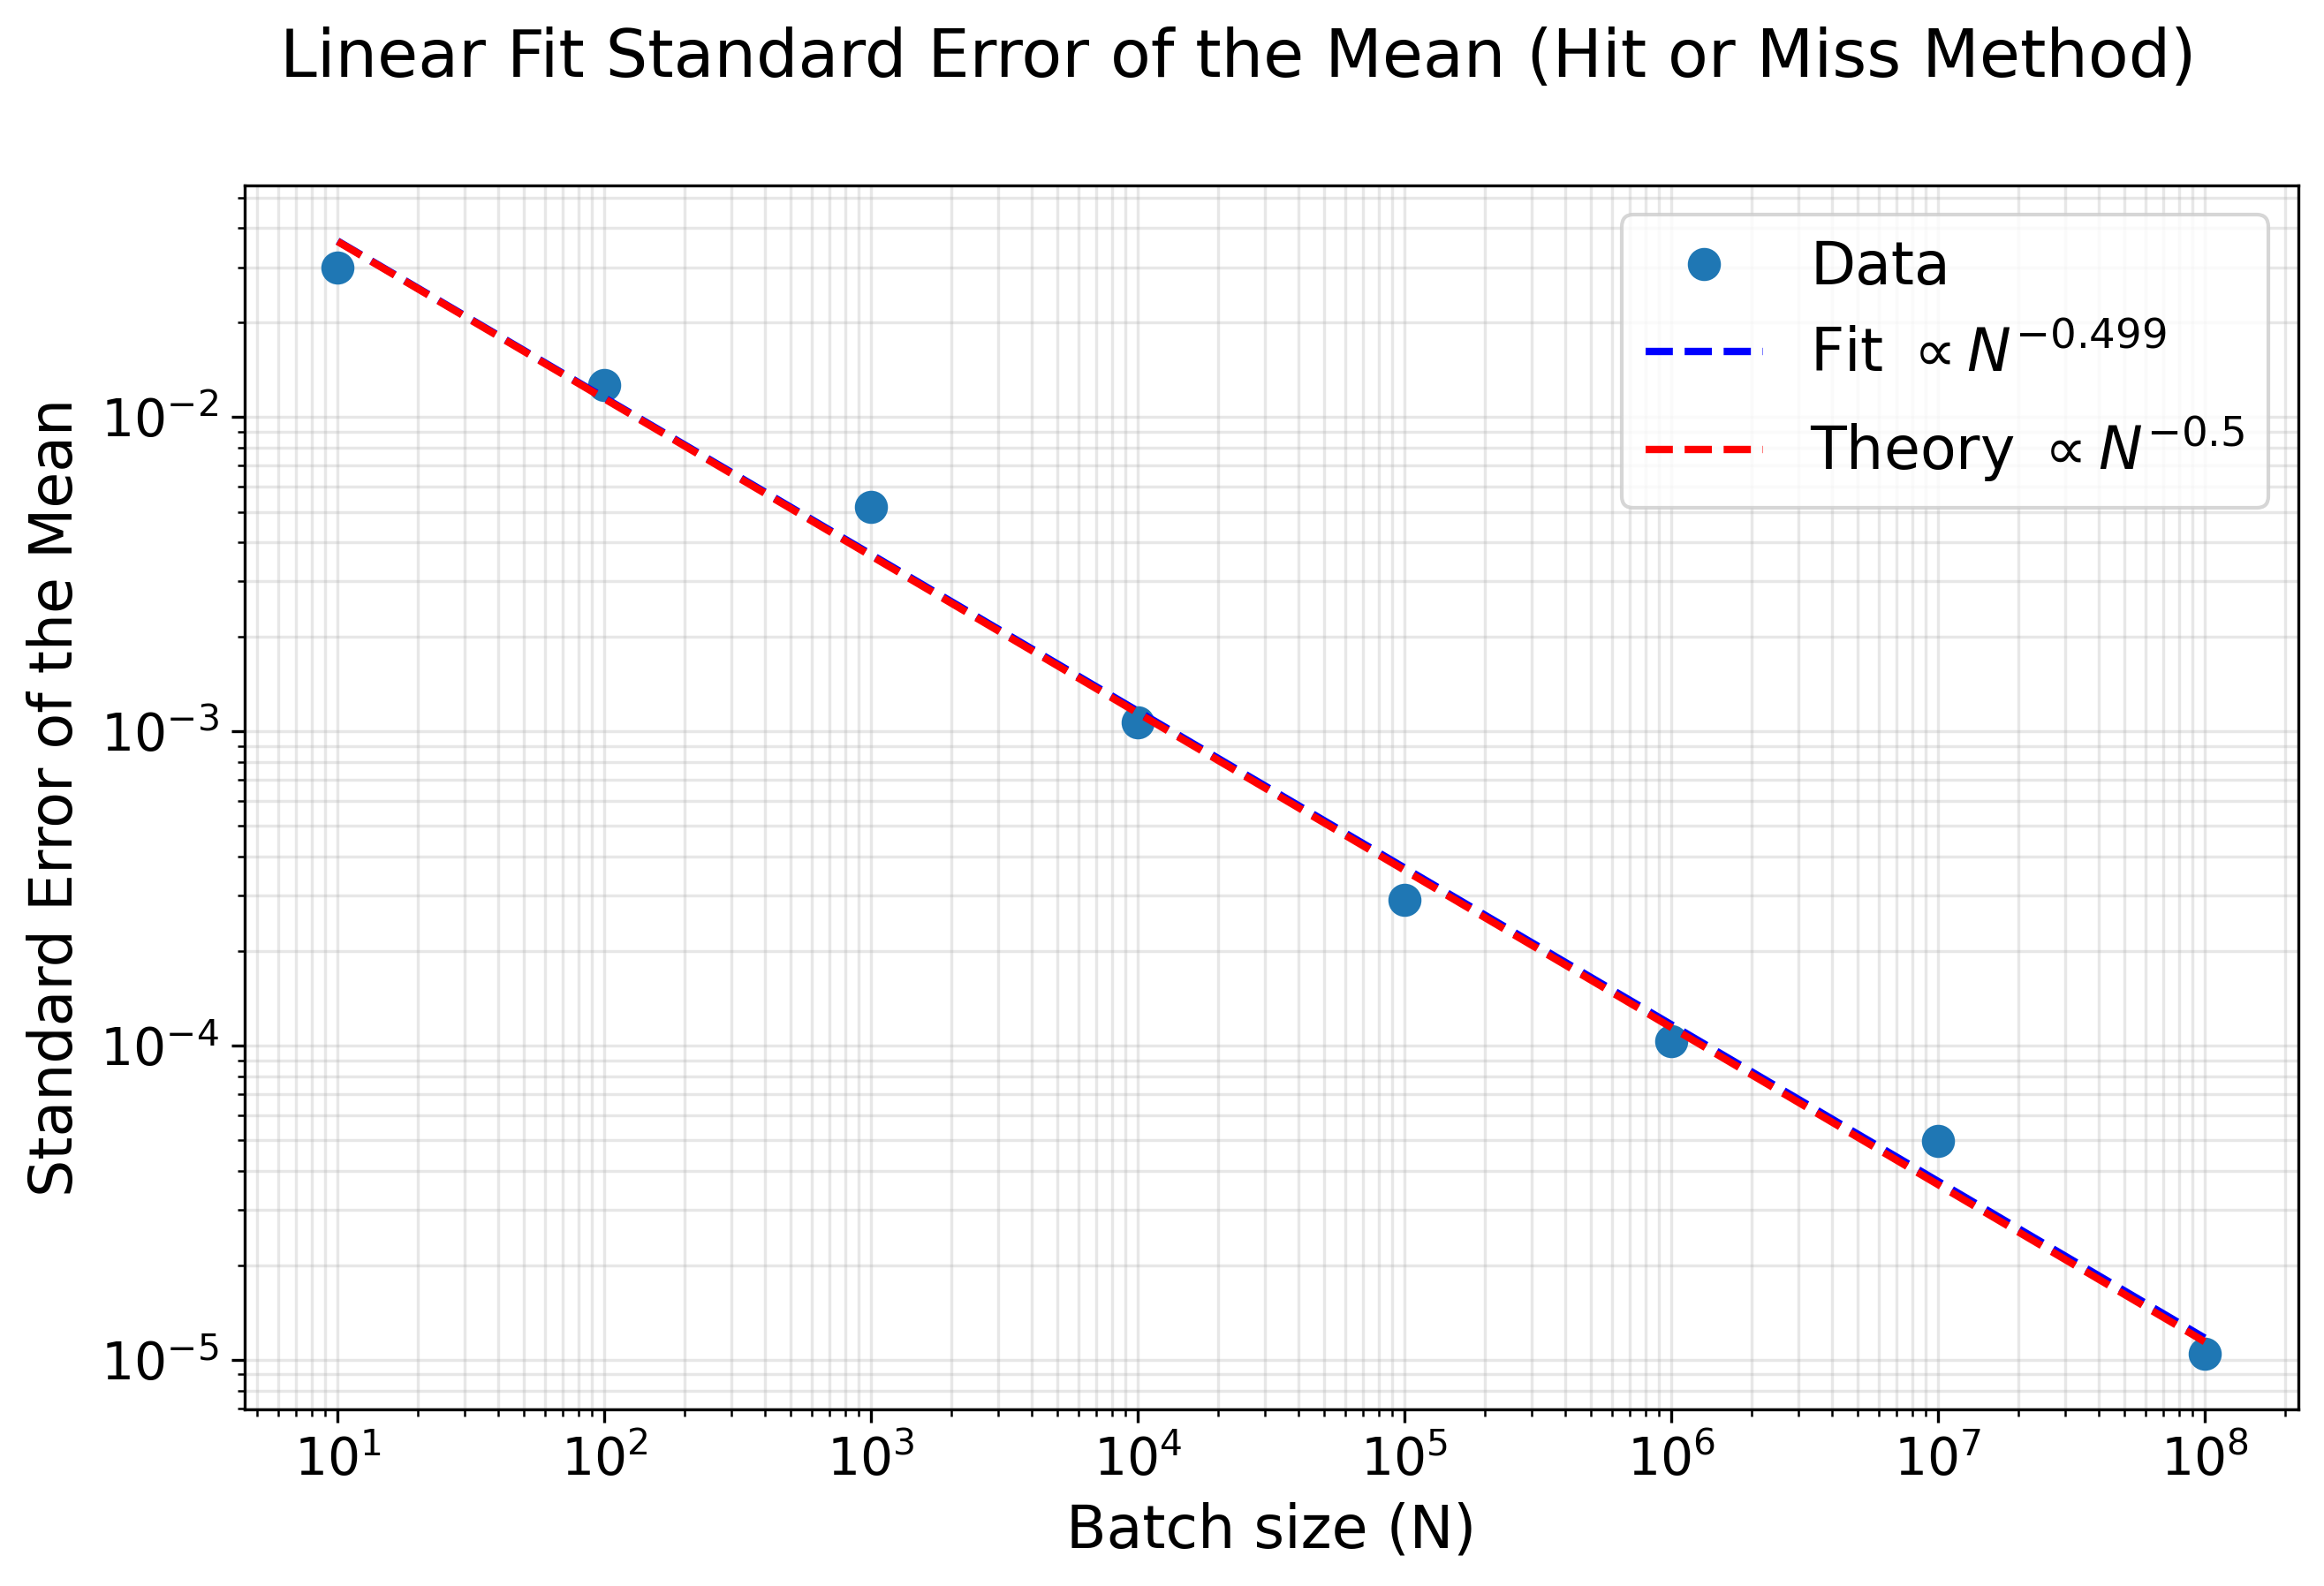 Linear Fit Standard Error of the Mean (Hit or Miss Method)
Data
Fit ∝ N^−0.499
Theory ∝ N^−0.5
Standard Error of the Mean
10^−2
10^−3
10^−4
10^−5
10^1 10^2 10^3 10^4 10^5 10^6 10^7 10^8
Batch size (N)